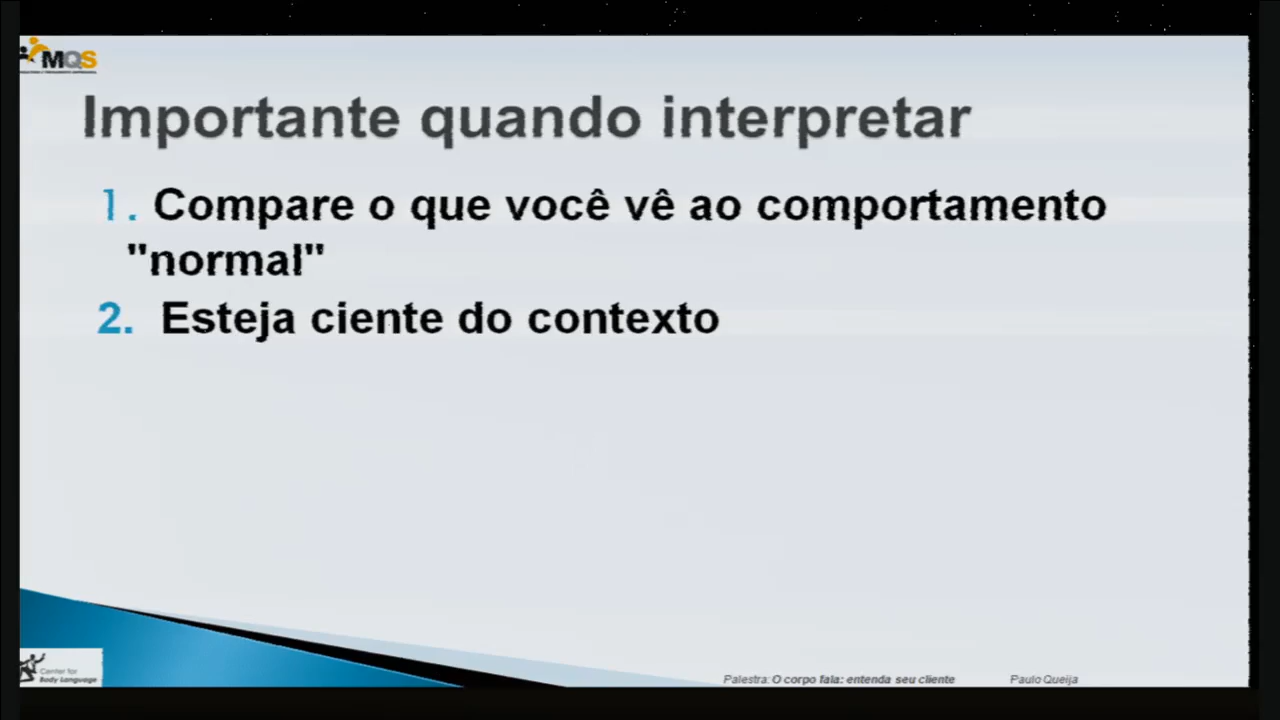 MQS
Importante quando interpretar
1. Compare o que você vê ao comportamento
"normal"
2. Esteja ciente do contexto
Center for
Body Language
Palestra: O corpo fala: entenda seu cliente Paulo Queija